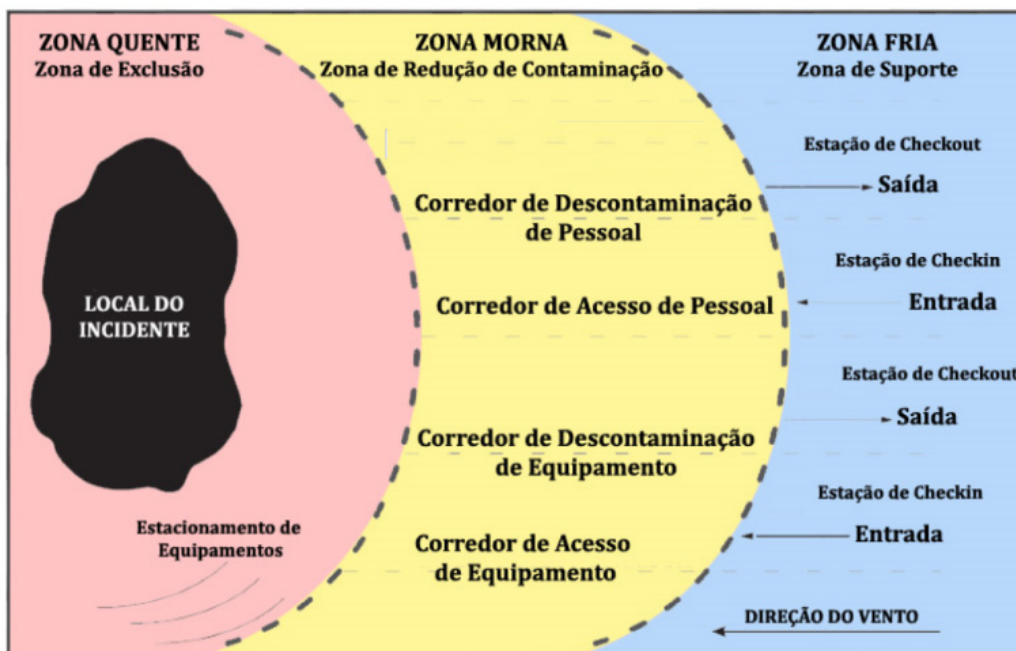 ZONA QUENTE
Zona de Exclusão
ZONA MORNA
Zona de Redução de Contaminação
ZONA FRIA
Zona de Suporte
Estação de Checkout
Saída
Corredor de Descontaminação
de Pessoal
Estação de Checkin
Entrada
Corredor de Acesso de Pessoal
LOCAL DO
INCIDENTE
Estação de Checkout
Saída
Corredor de Descontaminação
de Equipamento
Estação de Checkin
Entrada
Estacionamento de
Equipamentos
Corredor de Acesso
de Equipamento
DIREÇÃO DO VENTO